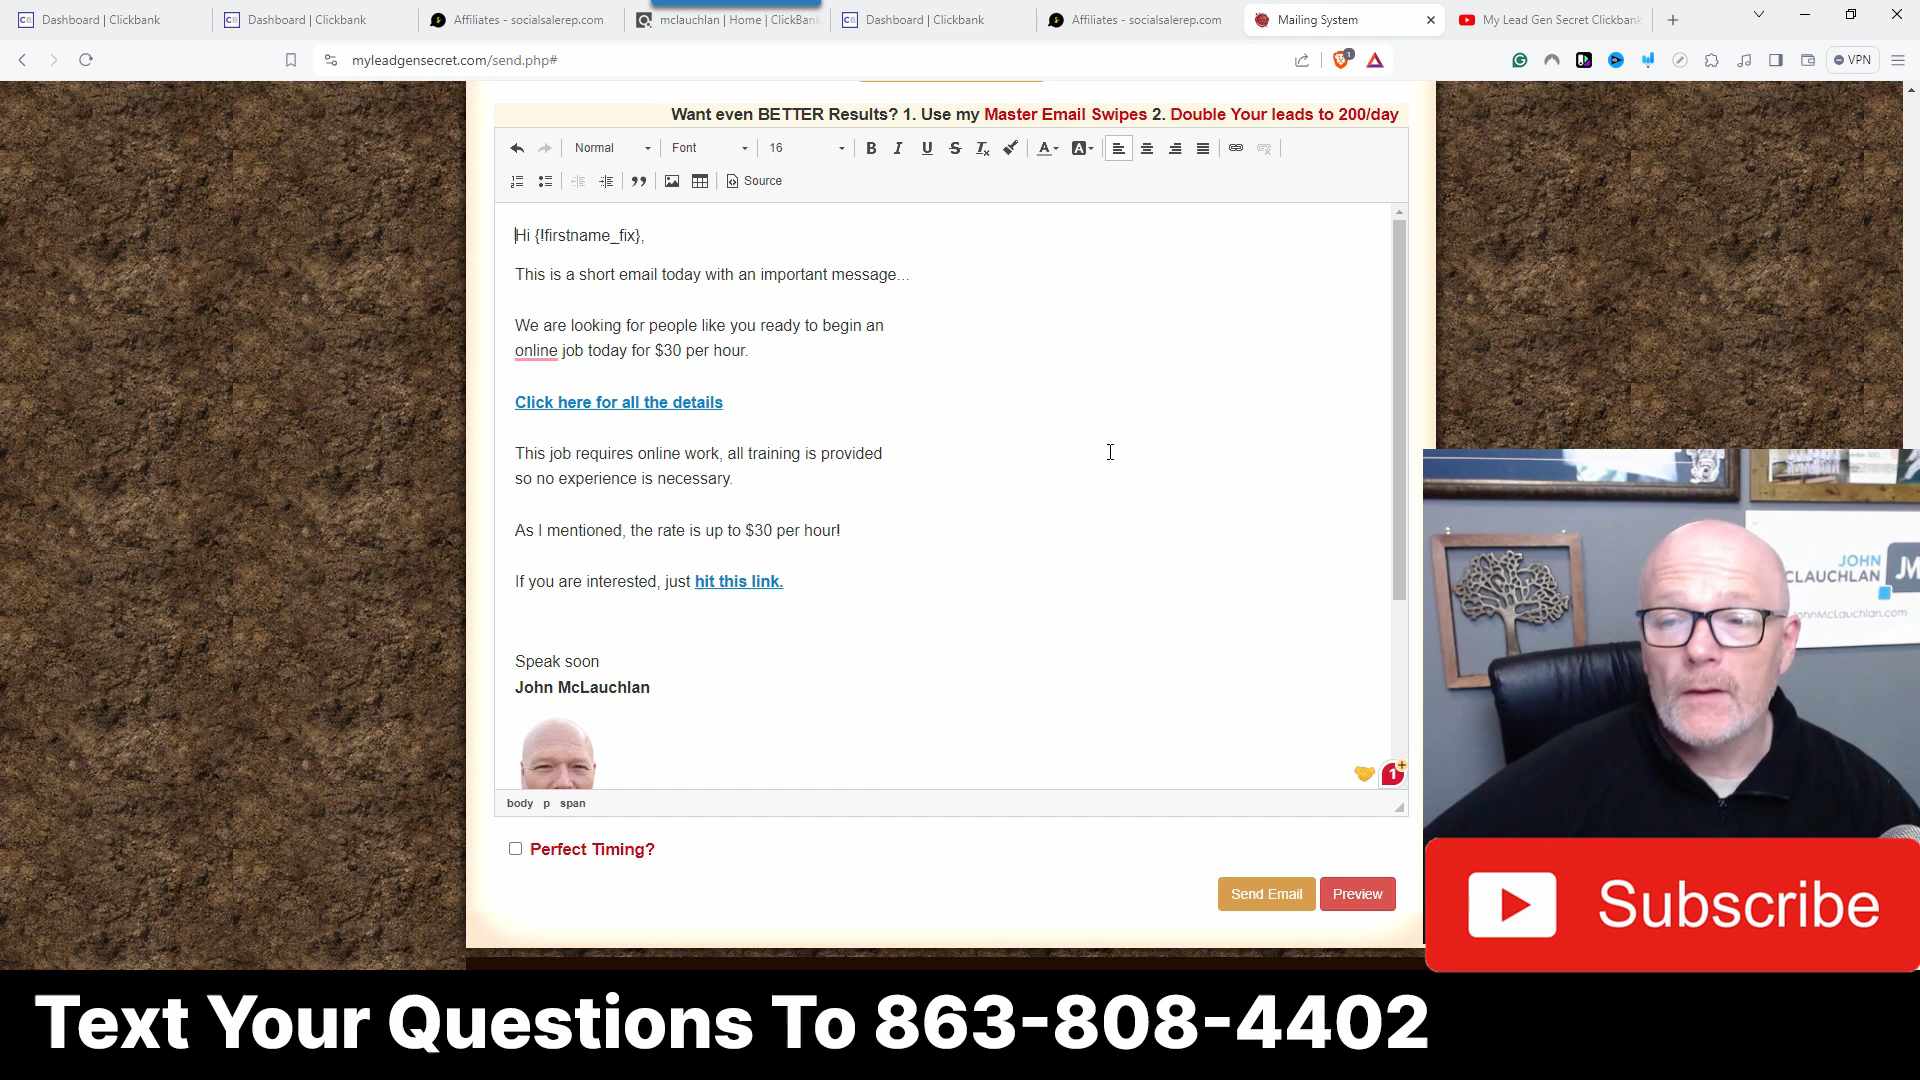 Dashboard | Clickbank
Dashboard | Clickbank
Affiliates - socialsalerep.com
mclauchlan | Home | ClickBank
Dashboard | Clickbank
Affiliates - socialsalerep.com
Mailing System
My Lead Gen Secret Clickbank
myleadgensecret.com/send.php#
1
VPN
Want even BETTER Results? 1. Use my Master Email Swipes 2. Double Your leads to 200/day
Normal
Font
16
Source
Hi {!firstname_fix},
This is a short email today with an important message...
We are looking for people like you ready to begin an
online job today for $30 per hour.
Click here for all the details
This job requires online work, all training is provided
so no experience is necessary.
As I mentioned, the rate is up to $30 per hour!
If you are interested, just hit this link.
Speak soon
John McLauchlan
1
body p span
Perfect Timing?
Send Email
Preview
JOHN
CLAUCHLAN
JM
ohnMcLauchlan.com
Subscribe
Text Your Questions To 863-808-4402